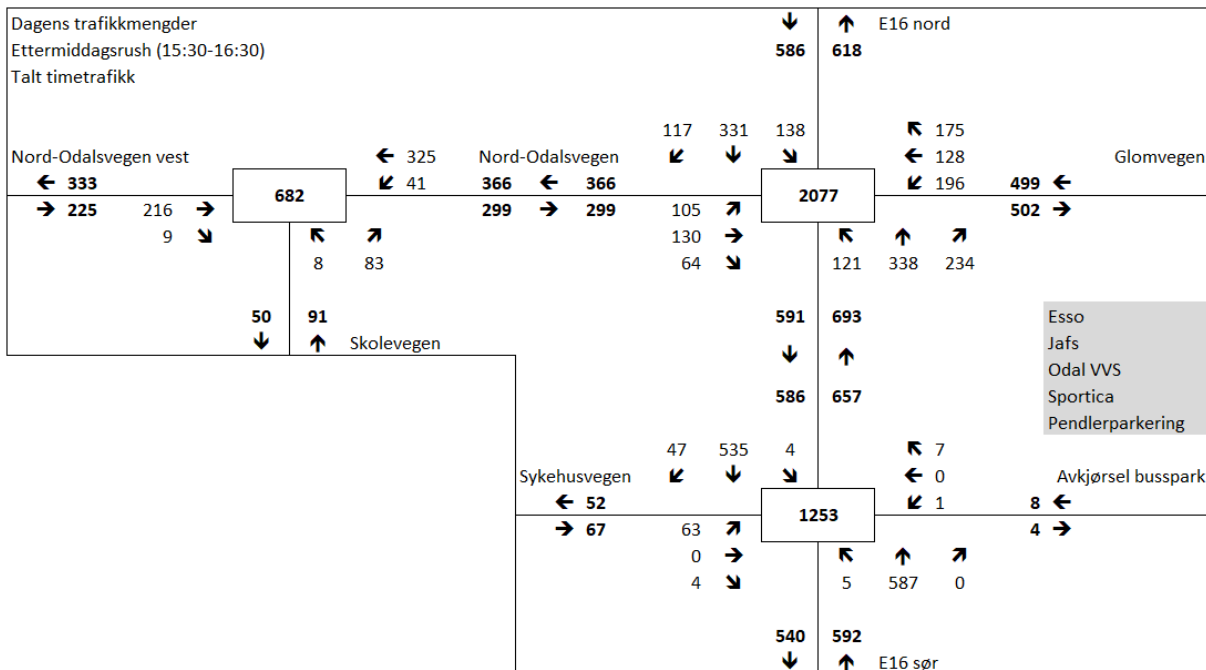 Dagens trafikkmengder ↓ ↑ E16 nord
Ettermiddagsrush (15:30-16:30) 586 618
Talt timetrafikk
117 331 138 ↖ 175
Nord-Odalsvegen vest ← 325 Nord-Odalsvegen ↙ ↓ ↘ ← 128 Glomvegen
← 333 682 ↙ 41 366 ← 366 2077 ↙ 196 499 ←
→ 225 216 → 299 → 299 105 ↗ 502 →
9 ↘ ↖ ↗ 130 → ↖ ↑ ↗
8 83 64 ↘ 121 338 234
50 91 591 693 Esso
↓ ↑ Skolevegen ↓ ↑ Jafs
Odal VVS
586 657 Sportica
Pendlerparkering
47 535 4 ↖ 7
Sykehusvegen ↙ ↓ ↘ ← 0 Avkjørsel busspark
← 52 1253 ↙ 1 8 ←
→ 67 63 ↗ 4 →
0 → ↖ ↑ ↗
4 ↘ 5 587 0
540 592
↓ ↑ E16 sør